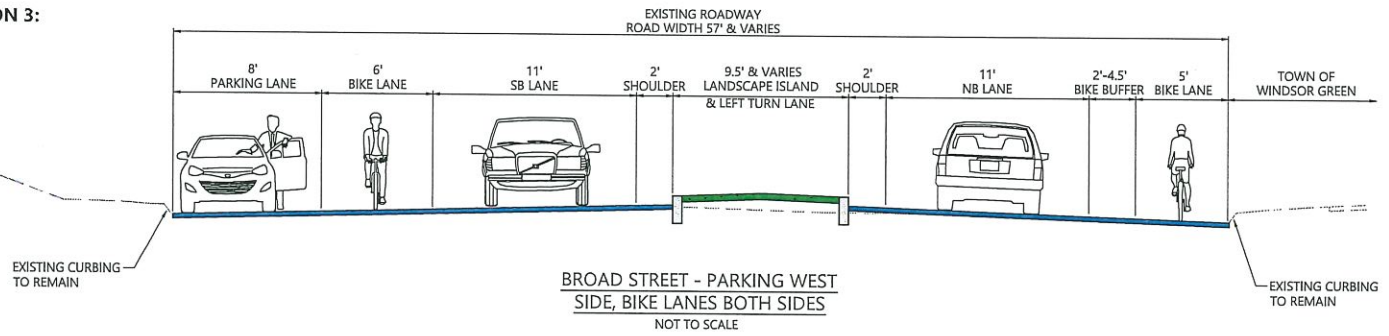 ON 3:
EXISTING ROADWAY
ROAD WIDTH 57' & VARIES
8'
PARKING LANE
6'
BIKE LANE
11'
SB LANE
2'
SHOULDER
9.5' & VARIES
LANDSCAPE ISLAND
& LEFT TURN LANE
2'
SHOULDER
11'
NB LANE
2'-4.5'
BIKE BUFFER
5'
BIKE LANE
TOWN OF
WINDSOR GREEN
EXISTING CURBING
TO REMAIN
BROAD STREET - PARKING WEST
SIDE, BIKE LANES BOTH SIDES
NOT TO SCALE
EXISTING CURBING
TO REMAIN